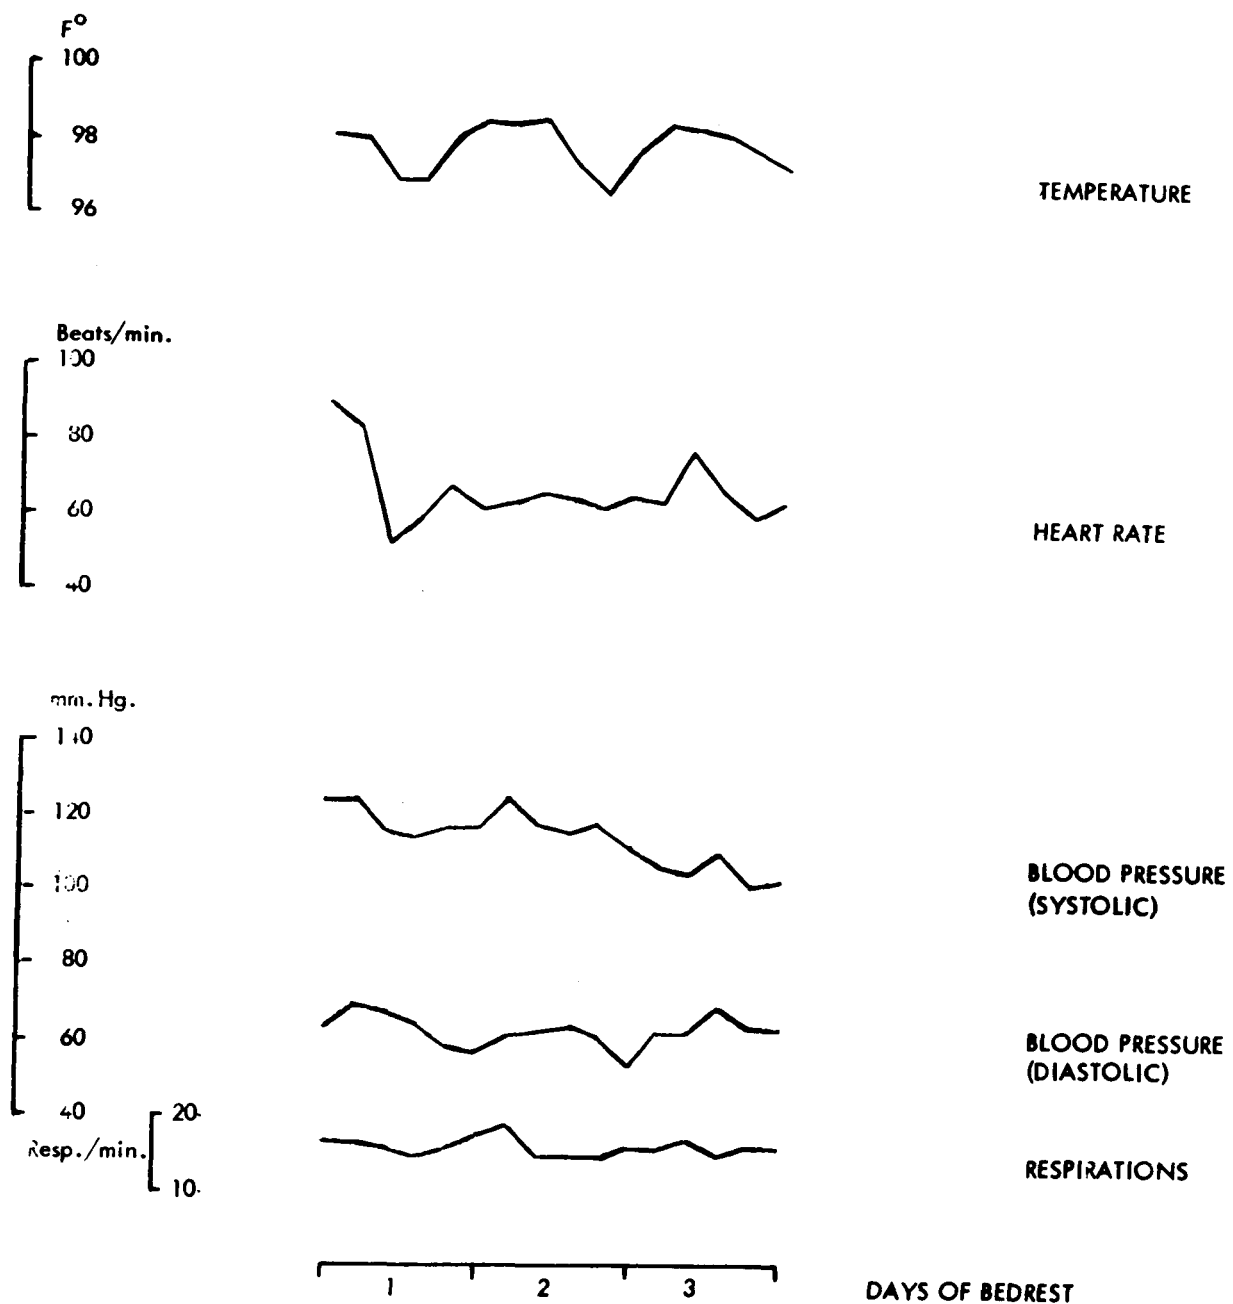 F°
100
98
96
TEMPERATURE
Beats/min.
100
80
60
40
HEART RATE
mm. Hg.
140
120
100
80
60
40
BLOOD PRESSURE
(SYSTOLIC)
BLOOD PRESSURE
(DIASTOLIC)
Resp./min.
20
10
RESPIRATIONS
1 2 3 DAYS OF BEDREST